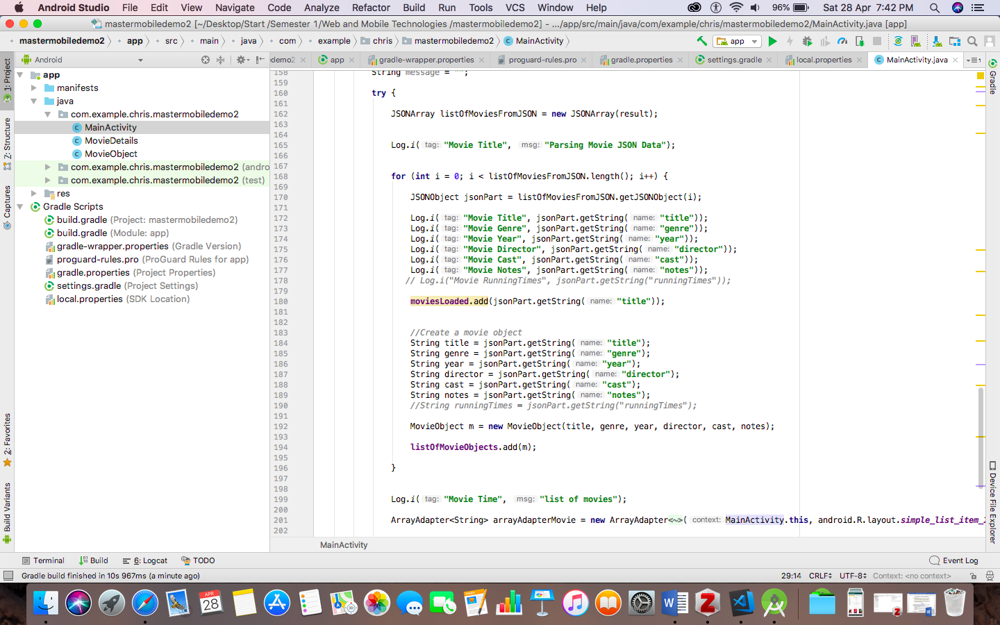 Android Studio File Edit View Navigate Code Analyze Refactor Build Run Tools VCS Window Help 96% Sat 28 Apr 7:42 PM
mastermobiledemo2 [~/Desktop/Start /Semester 1/Web and Mobile Technologies /mastermobiledemo2] - .../app/src/main/java/com/example/chris/mastermobiledemo2/MainActivity.java [app]
mastermobiledemo2 app src main java com example chris mastermobiledemo2 MainActivity app
Android
demo2 app gradle-wrapper.properties proguard-rules.pro gradle.properties settings.gradle local.properties MainActivity.java
1: Project
Z: Structure
Captures
2: Favorites
Build Variants
app
manifests
java
com.example.chris.mastermobiledemo2
MainActivity
MovieDetails
MovieObject
com.example.chris.mastermobiledemo2 (andro
com.example.chris.mastermobiledemo2 (test)
res
Gradle Scripts
build.gradle (Project: mastermobiledemo2)
build.gradle (Module: app)
gradle-wrapper.properties (Gradle Version)
proguard-rules.pro (ProGuard Rules for app)
gradle.properties (Project Properties)
settings.gradle (Project Settings)
local.properties (SDK Location)
158 String message = "";
159
160 try {
161
162 JSONArray listOfMoviesFromJSON = new JSONArray(result);
163
164
165 Log.i( tag: "Movie Title", msg: "Parsing Movie JSON Data");
166
167
168 for (int i = 0; i < listOfMoviesFromJSON.length(); i++) {
169
170 JSONObject jsonPart = listOfMoviesFromJSON.getJSONObject(i);
171
172 Log.i( tag: "Movie Title", jsonPart.getString( name: "title"));
173 Log.i( tag: "Movie Genre", jsonPart.getString( name: "genre"));
174 Log.i( tag: "Movie Year", jsonPart.getString( name: "year"));
175 Log.i( tag: "Movie Director", jsonPart.getString( name: "director"));
176 Log.i( tag: "Movie Cast", jsonPart.getString( name: "cast"));
177 Log.i( tag: "Movie Notes", jsonPart.getString( name: "notes"));
178 // Log.i("Movie RunningTimes", jsonPart.getString("runningTimes"));
179
180 moviesLoaded.add(jsonPart.getString( name: "title"));
181
182
183 //Create a movie object
184 String title = jsonPart.getString( name: "title");
185 String genre = jsonPart.getString( name: "genre");
186 String year = jsonPart.getString( name: "year");
187 String director = jsonPart.getString( name: "director");
188 String cast = jsonPart.getString( name: "cast");
189 String notes = jsonPart.getString( name: "notes");
190 //String runningTimes = jsonPart.getString("runningTimes");
191
192 MovieObject m = new MovieObject(title, genre, year, director, cast, notes);
193
194 listOfMovieObjects.add(m);
195
196 }
197
198
199 Log.i( tag: "Movie Time", msg: "list of movies");
200
201 ArrayAdapter<String> arrayAdapterMovie = new ArrayAdapter<~>( context: MainActivity.this, android.R.layout.simple_list_item_
202
MainActivity
Gradle
Device File Explorer
Terminal Build 6: Logcat TODO Event Log
Gradle build finished in 10s 967ms (a minute ago) 29:14 CRLF UTF-8 Context: <no context>
APR
28